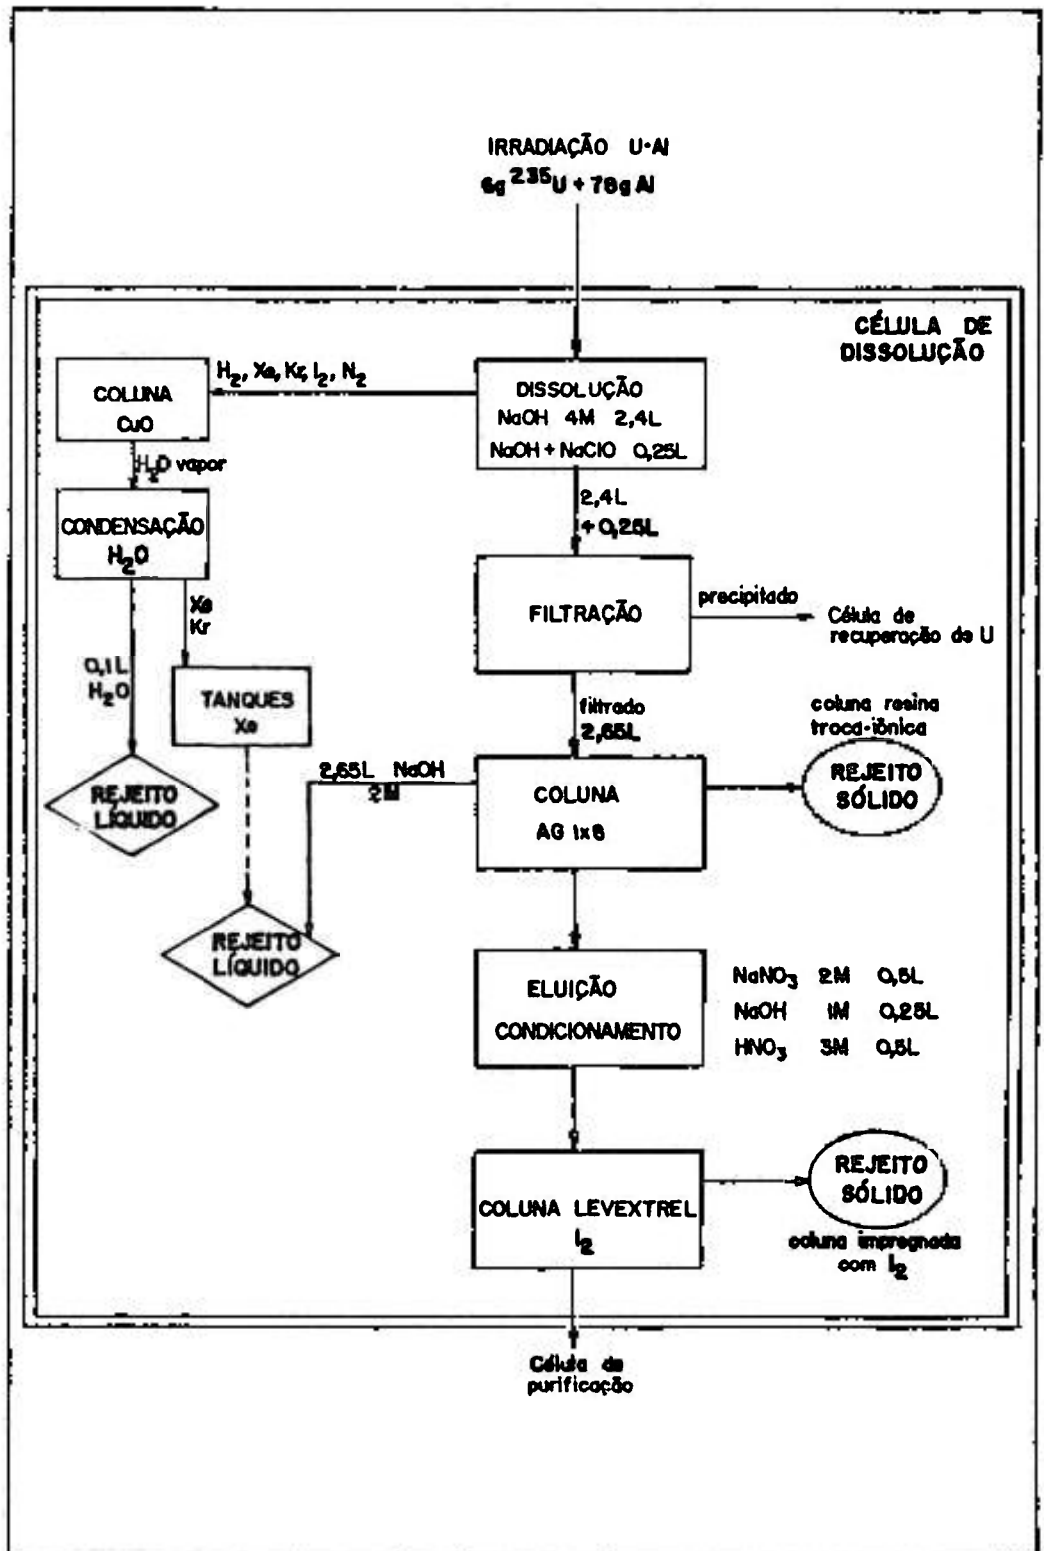 IRRADIAÇÃO U·Al
6g ²³⁵U + 78g Al
CÉLULA DE
DISSOLUÇÃO
H₂, Xe, Kr, I₂, N₂
COLUNA
CuO
DISSOLUÇÃO
NaOH 4M 2,4L
NaOH + NaClO 0,25L
H₂O vapor
2,4L
+ 0,25L
CONDENSAÇÃO
H₂O
FILTRAÇÃO
precipitado
Célula de
recuperação de U
Xe
Kr
0,1L
H₂O
TANQUES
Xe
filtrado
2,65L
coluna resina
troca-iônica
REJEITO
SÓLIDO
2,65L NaOH
2M
COLUNA
AG 1x8
REJEITO
LÍQUIDO
REJEITO
LÍQUIDO
ELUIÇÃO
CONDICIONAMENTO
NaNO₃ 2M 0,5L
NaOH 1M 0,25L
HNO₃ 3M 0,5L
COLUNA LEVEXTREL
I₂
REJEITO
SÓLIDO
coluna impregnada
com I₂
Célula de
purificação